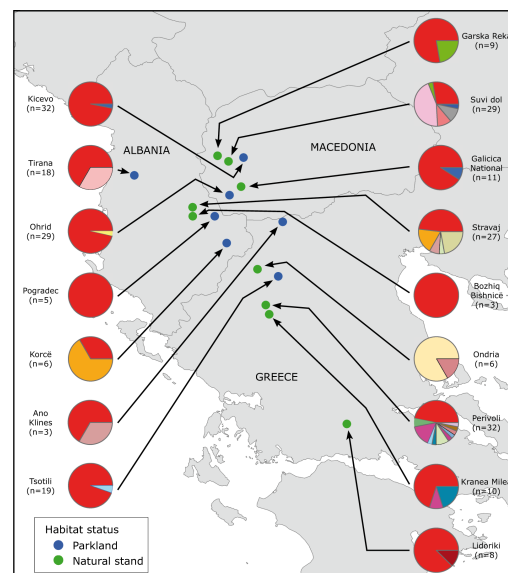 Garska Reka
(n=9)
Kicevo
(n=32)
Suvi dol
(n=29)
ALBANIA
MACEDONIA
Tirana
(n=18)
Galicica
National
(n=11)
Ohrid
(n=29)
Stravaj
(n=27)
Pogradec
(n=5)
Bozhiq
Bishnicë
(n=3)
Korcë
(n=6)
Ondria
(n=6)
GREECE
Ano
Klines
(n=3)
Perivoli
(n=32)
Tsotili
(n=19)
Kranea Milea
(n=10)
Habitat status
Parkland
Natural stand
Lidoriki
(n=8)